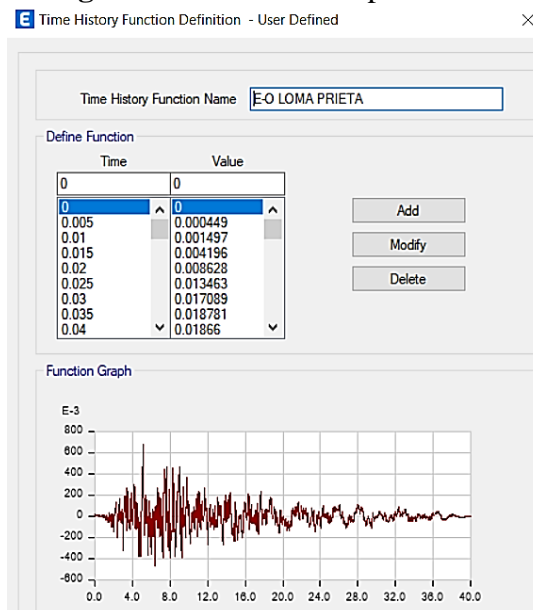 E Time History Function Definition - User Defined
Time History Function Name E-O LOMA PRIETA
Define Function
Time Value
0 0
0 0
0.005 0.000449
0.01 0.001497
0.015 0.004196
0.02 0.008628
0.025 0.013463
0.03 0.017089
0.035 0.018781
0.04 0.01866
Add
Modify
Delete
Function Graph
E-3
800
600
400
200
0
-200
-400
-600
0.0 4.0 8.0 12.0 16.0 20.0 24.0 28.0 32.0 36.0 40.0